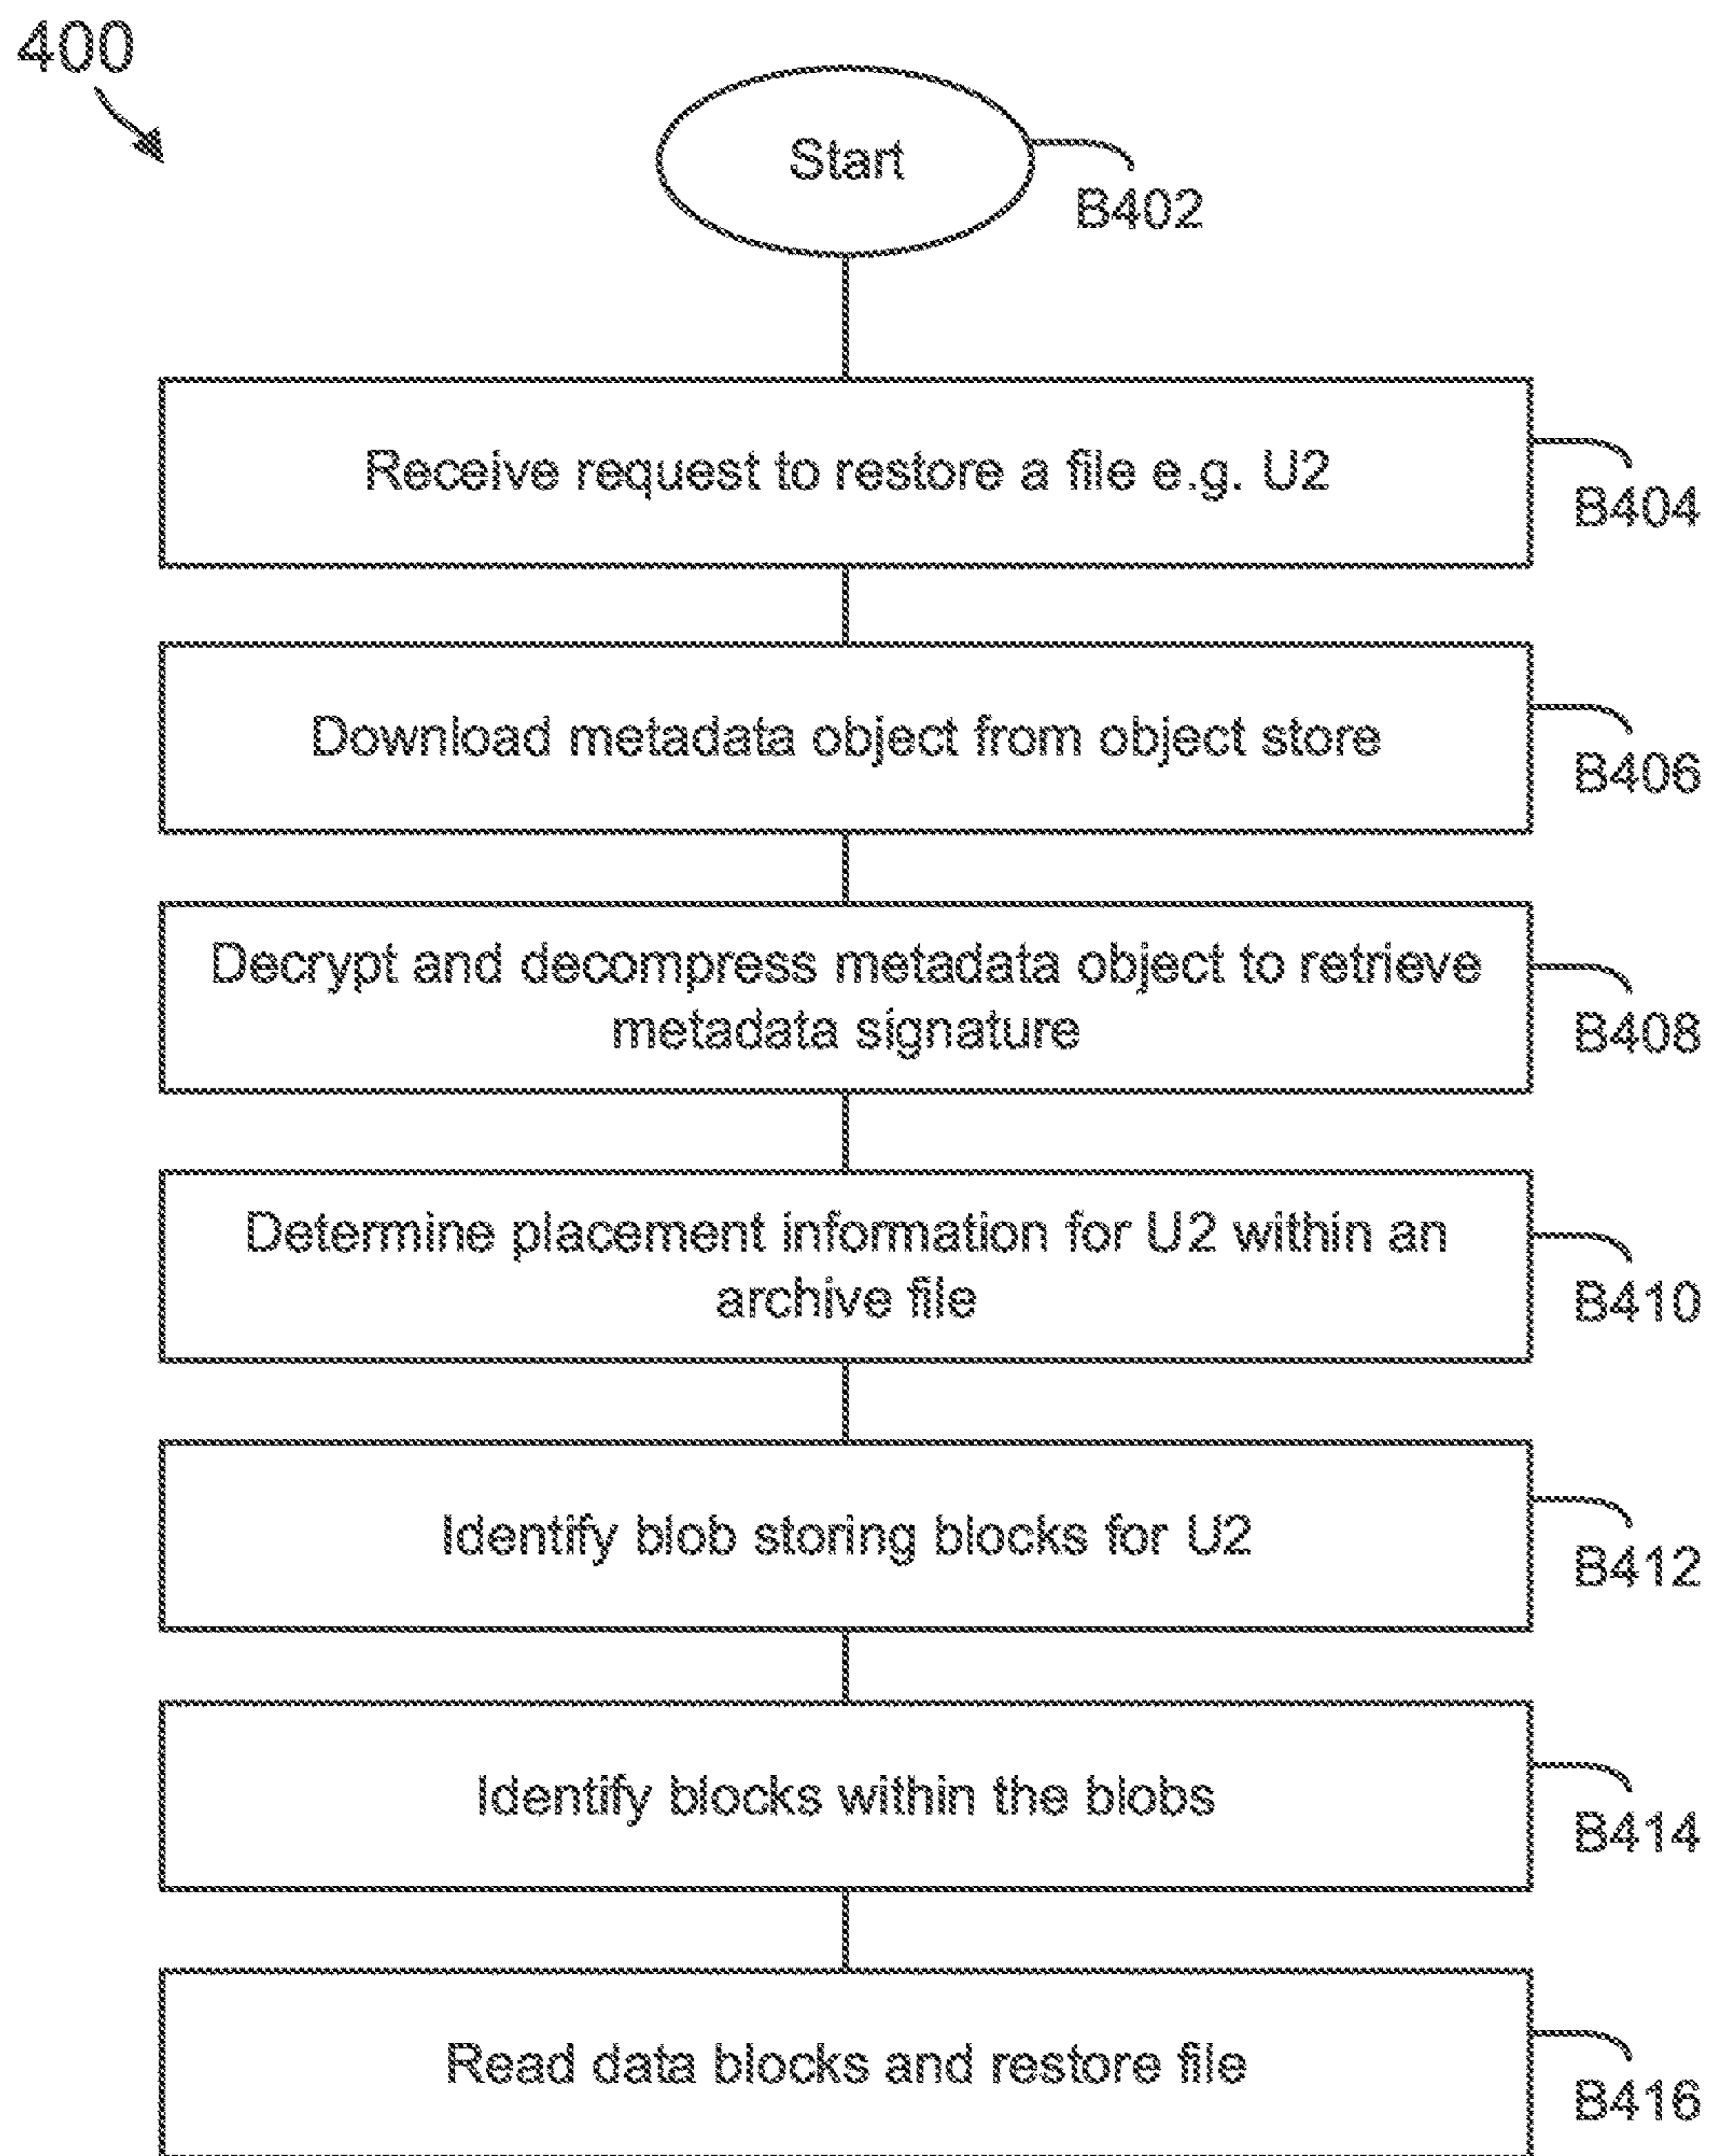 400
Start
B402
Receive request to restore a file e.g. U2
B404
Download metadata object from object store
B406
Decrypt and decompress metadata object to retrieve
metadata signature
B408
Determine placement information for U2 within an
archive file
B410
Identify blob storing blocks for U2
B412
Identify blocks within the blobs
B414
Read data blocks and restore file
B416